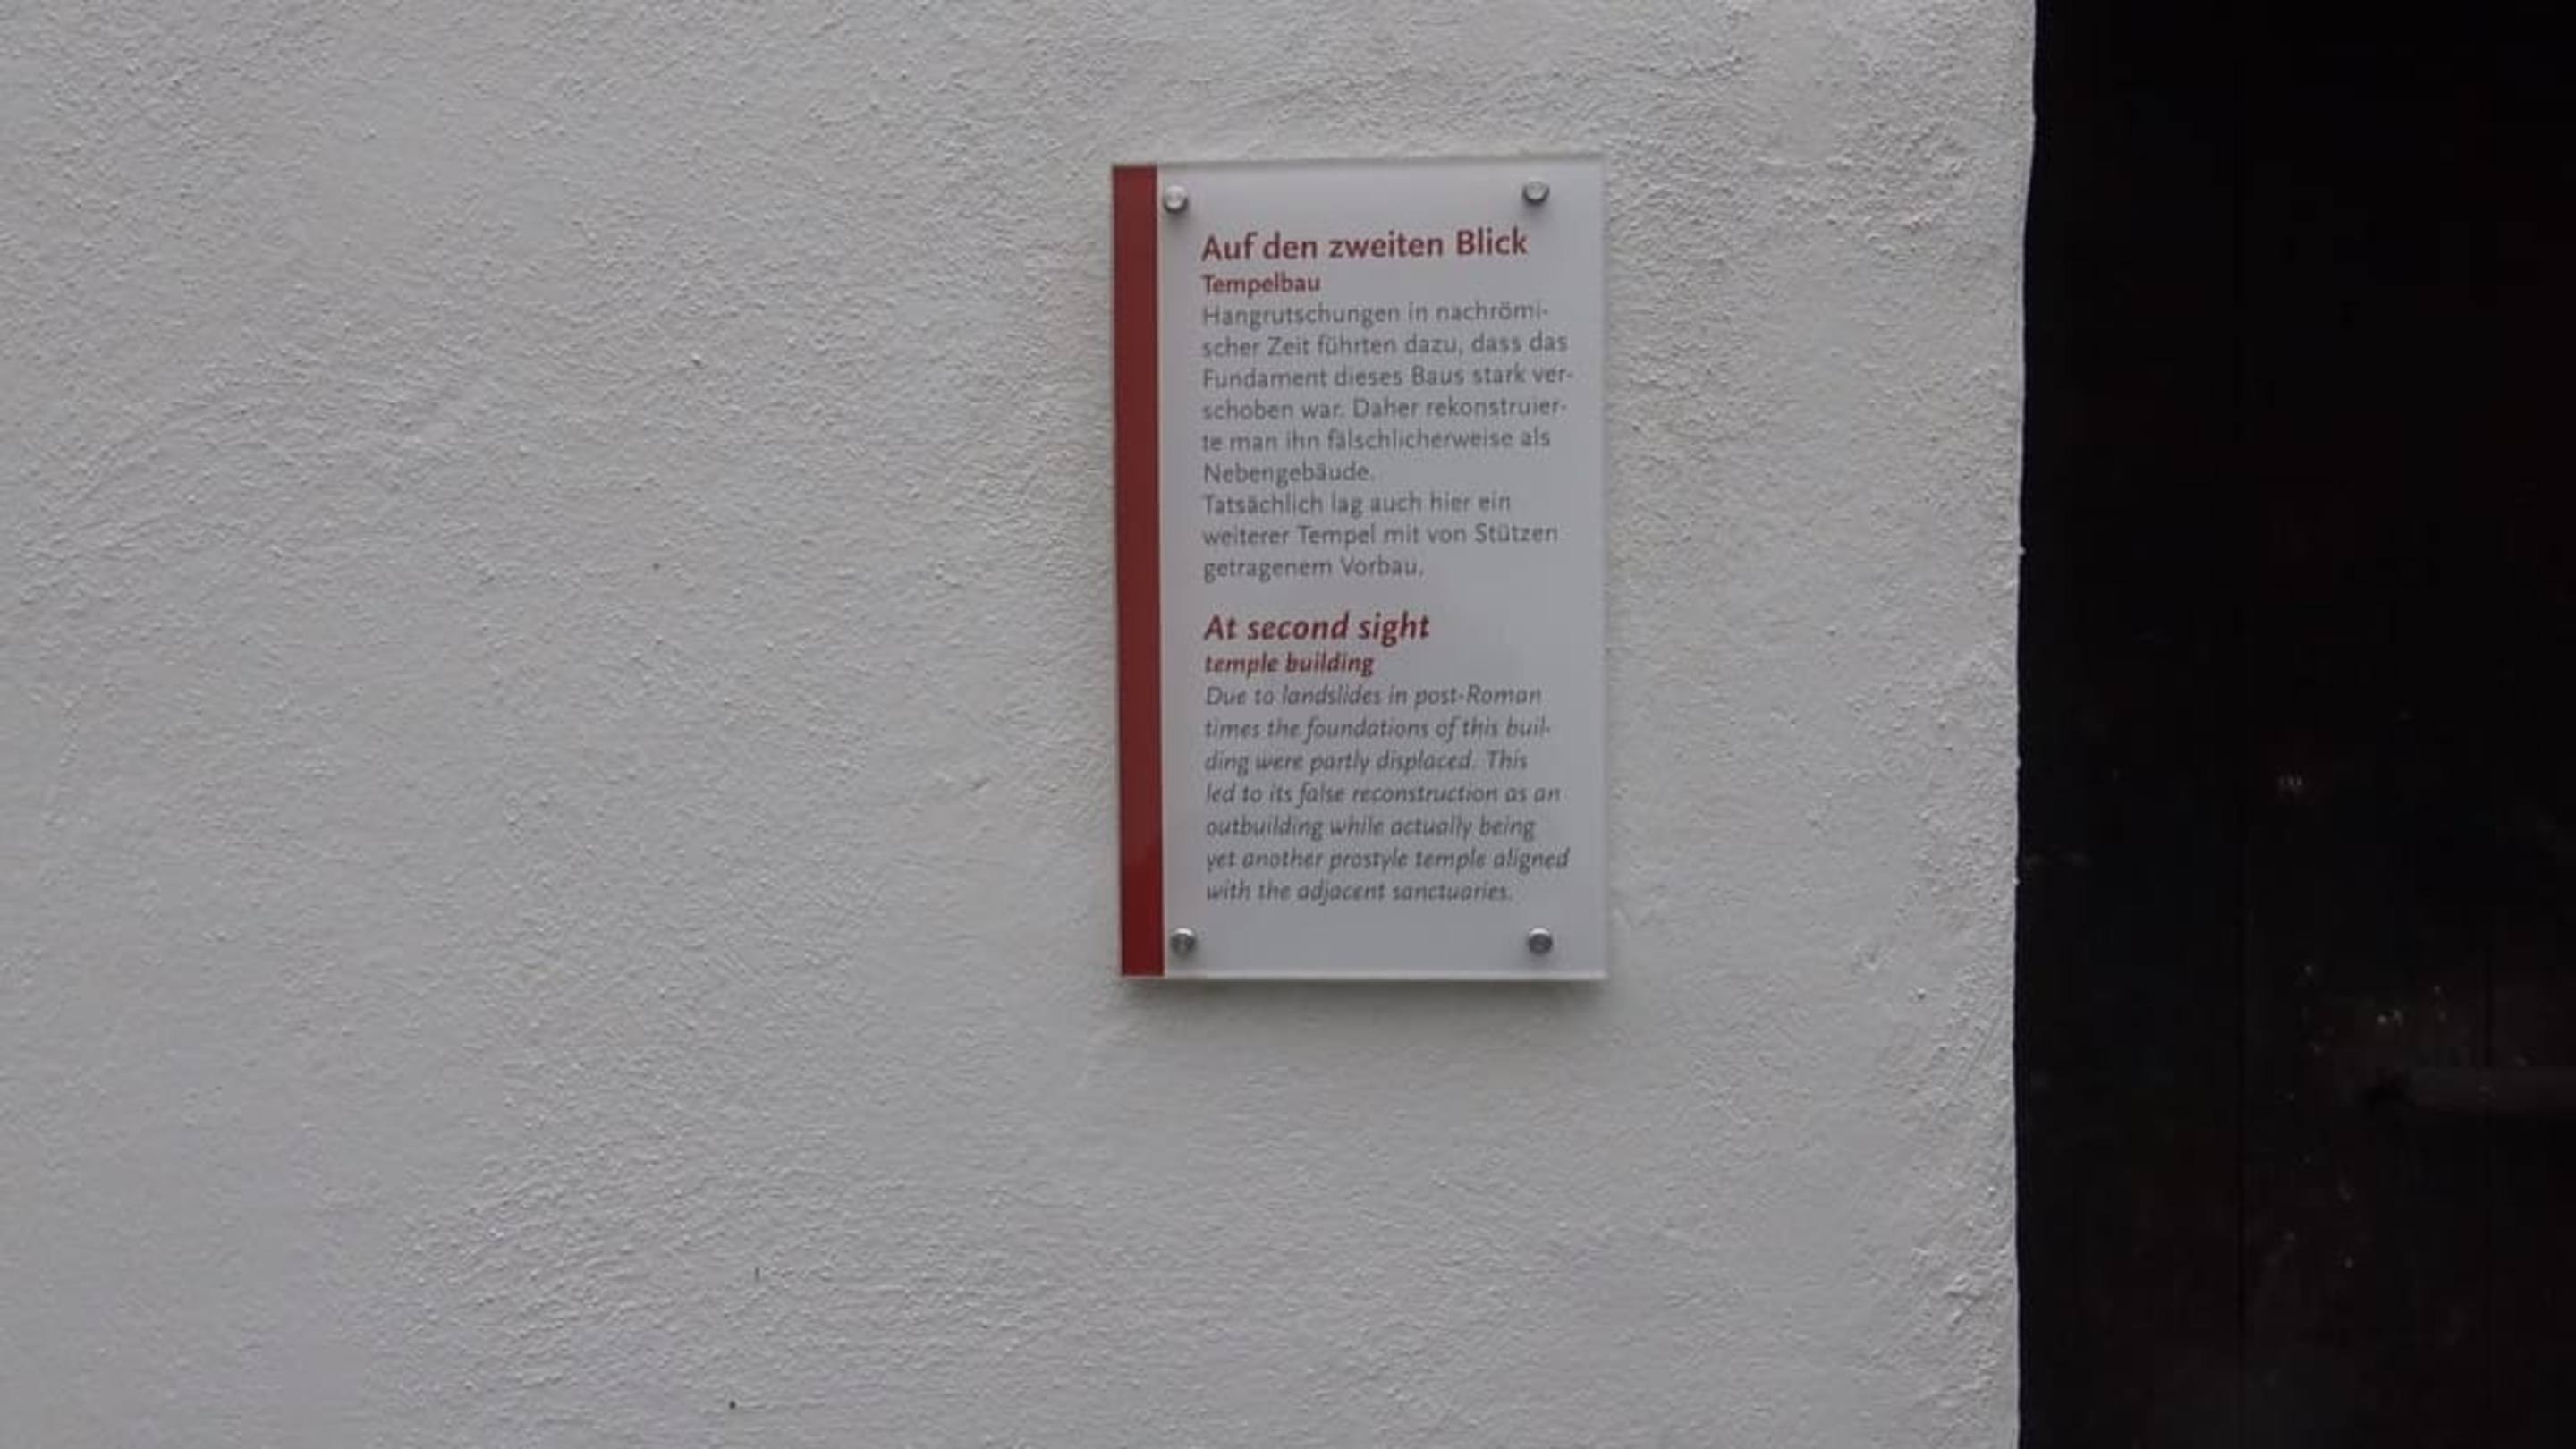 Auf den zweiten Blick
Tempelbau
Hangrutschungen in nachrömi-
scher Zeit führten dazu, dass das
Fundament dieses Baus stark ver-
schoben war. Daher rekonstruier-
te man ihn fälschlicherweise als
Nebengebäude.
Tatsächlich lag auch hier ein
weiterer Tempel mit von Stützen
getragenem Vorbau.
At second sight
temple building
Due to landslides in post-Roman
times the foundations of this buil-
ding were partly displaced. This
led to its false reconstruction as an
outbuilding while actually being
yet another prostyle temple aligned
with the adjacent sanctuaries.